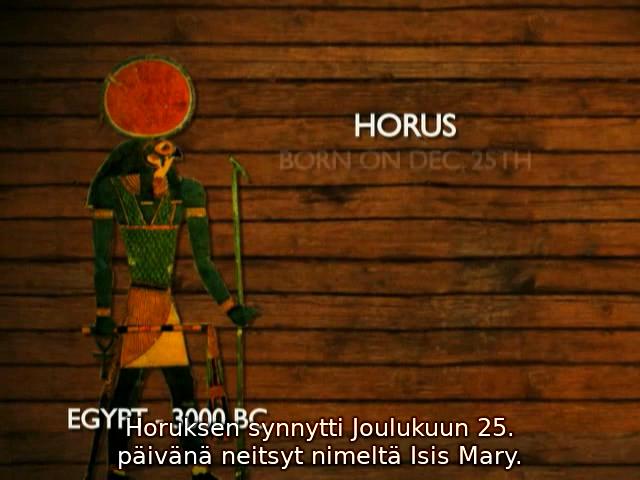 HORUS
BORN ON DEC. 25TH
EGYPT - 3000 BC
Horuksen synnytti Joulukuun 25.
päivänä neitsyt nimeltä Isis Mary.